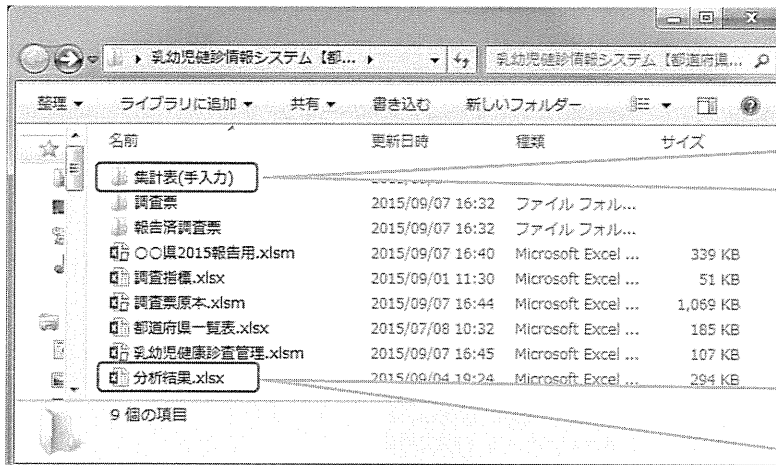 乳幼児健診情報システム【都... 乳幼児健診情報システム【都道府県...
整理 ライブラリに追加 共有 書き込む 新しいフォルダー
名前 更新日時 種類 サイズ
集計表(手入力)
調査票 2015/09/07 16:32 ファイル フォル...
報告済調査票 2015/09/07 16:32 ファイル フォル...
○○県2015報告用.xlsm 2015/09/07 16:40 Microsoft Excel ... 339 KB
調査指標.xlsx 2015/09/01 11:30 Microsoft Excel ... 51 KB
調査票原本.xlsm 2015/09/07 16:44 Microsoft Excel ... 1,069 KB
都道府県一覧表.xlsx 2015/07/08 10:32 Microsoft Excel ... 185 KB
乳幼児健康診査管理.xlsm 2015/09/07 16:45 Microsoft Excel ... 107 KB
分析結果.xlsx 2015/09/04 19:24 Microsoft Excel ... 294 KB
9 個の項目